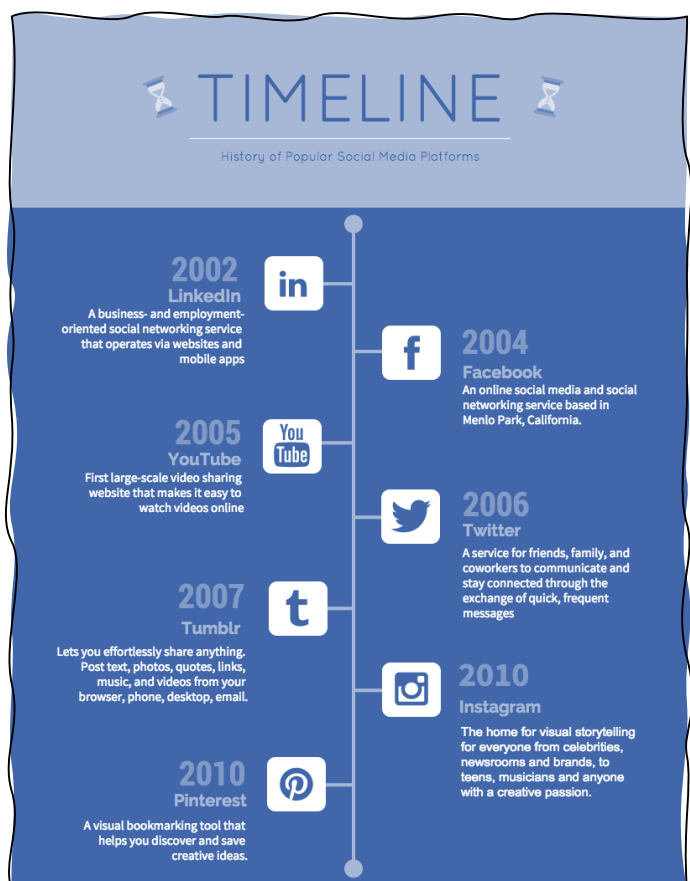 TIMELINE
History of Popular Social Media Platforms
2002
LinkedIn
A business- and employment-
oriented social networking service
that operates via websites and
mobile apps
in
f
2004
Facebook
An online social media and social
networking service based in
Menlo Park, California.
2005
YouTube
First large-scale video sharing
website that makes it easy to
watch videos online
You
Tube
2006
Twitter
A service for friends, family, and
coworkers to communicate and
stay connected through the
exchange of quick, frequent
messages
2007
Tumblr
Lets you effortlessly share anything.
Post text, photos, quotes, links,
music, and videos from your
browser, phone, desktop, email.
t
2010
Instagram
The home for visual storytelling
for everyone from celebrities,
newsrooms and brands, to
teens, musicians and anyone
with a creative passion.
2010
Pinterest
A visual bookmarking tool that
helps you discover and save
creative ideas.